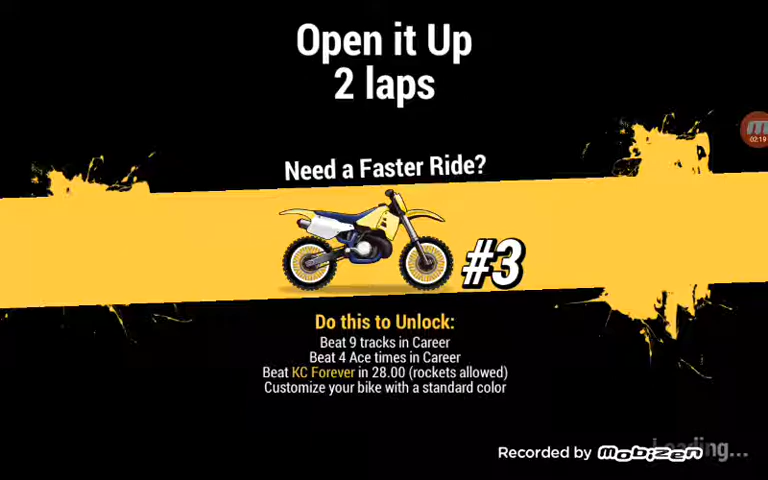 Open it Up
2 laps
02:19
Need a Faster Ride?
#3
Do this to Unlock:
Beat 9 tracks in Career
Beat 4 Ace times in Career
Beat KC Forever in 28.00 (rockets allowed)
Customize your bike with a standard color
Loading...
Recorded by Mobizen